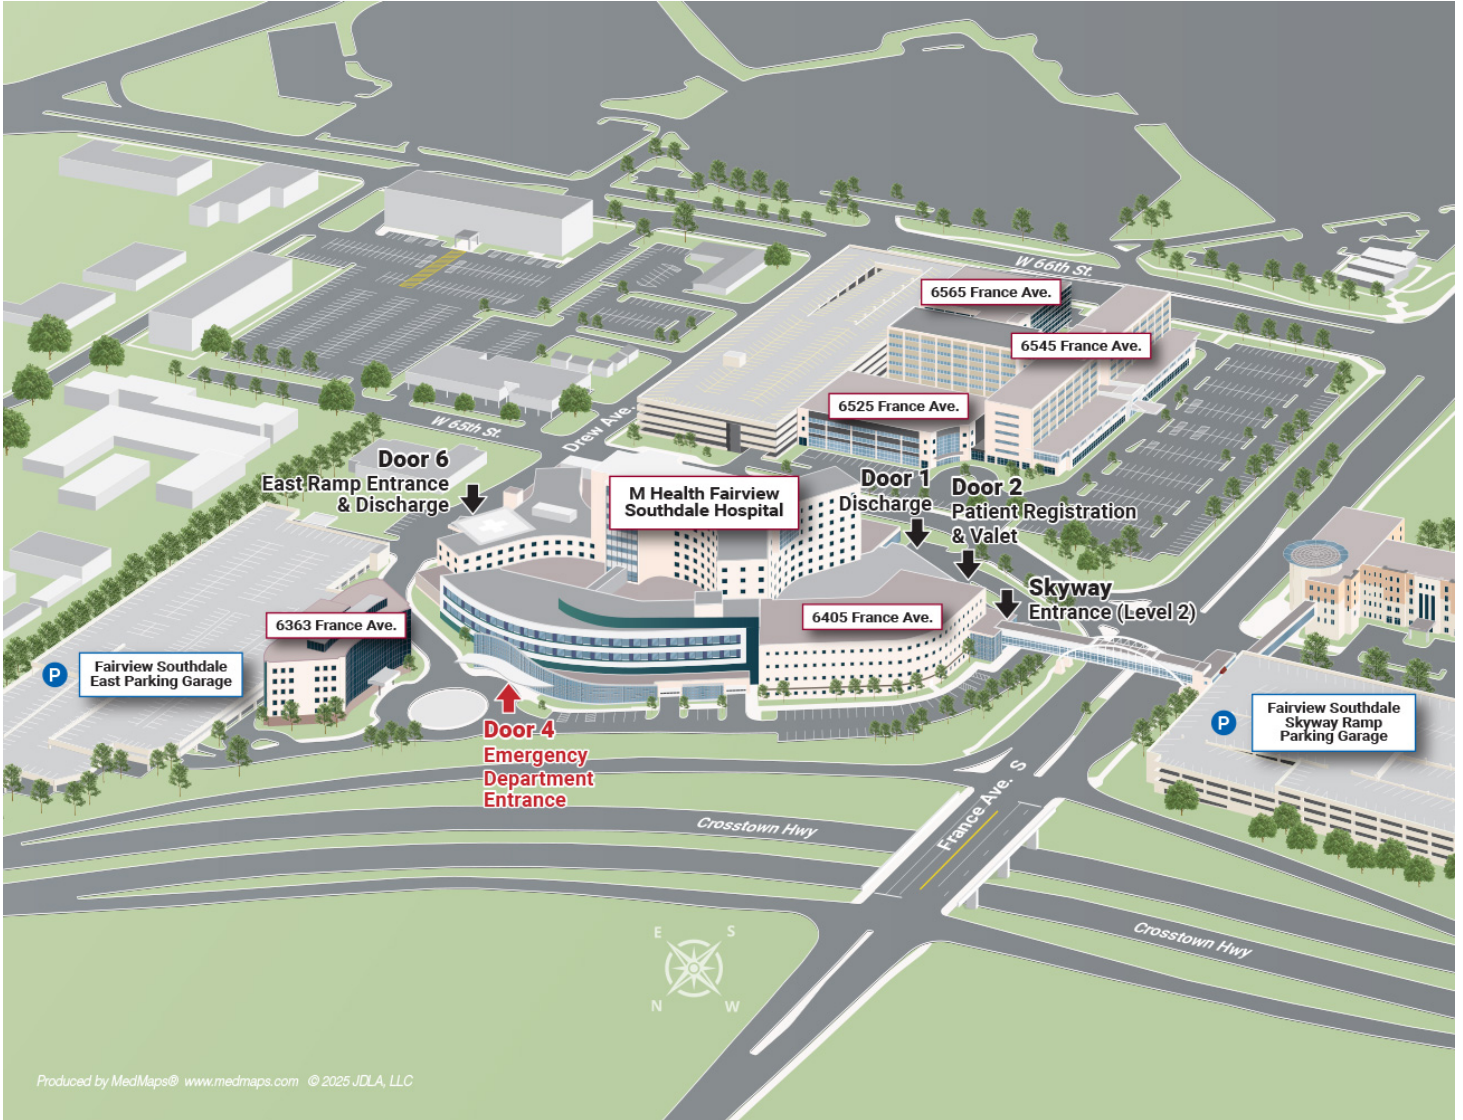 W 66th St.
6565 France Ave.
6545 France Ave.
6525 France Ave.
Drew Ave.
W 65th St.
Door 6
East Ramp Entrance
& Discharge
M Health Fairview
Southdale Hospital
Door 1
Discharge
Door 2
Patient Registration
& Valet
Skyway
Entrance (Level 2)
6363 France Ave.
6405 France Ave.
P
Fairview Southdale
East Parking Garage
P
Fairview Southdale
Skyway Ramp
Parking Garage
Door 4
Emergency
Department
Entrance
France Ave. S
Crosstown Hwy
Crosstown Hwy
E
S
N
W
Produced by MedMaps® www.medmaps.com © 2025 JDLA, LLC